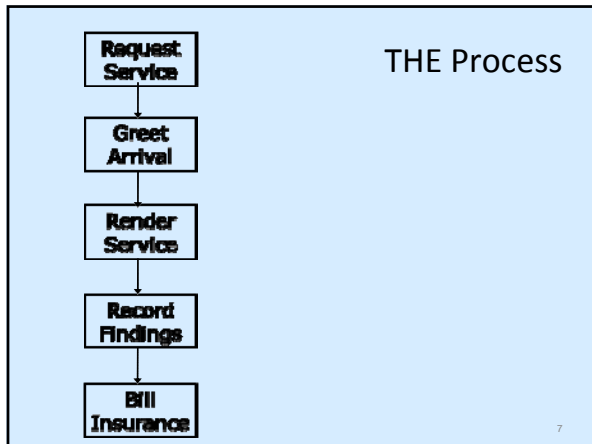 THE Process
Request
Service
Greet
Arrival
Render
Service
Record
Findings
Bill
Insurance
7